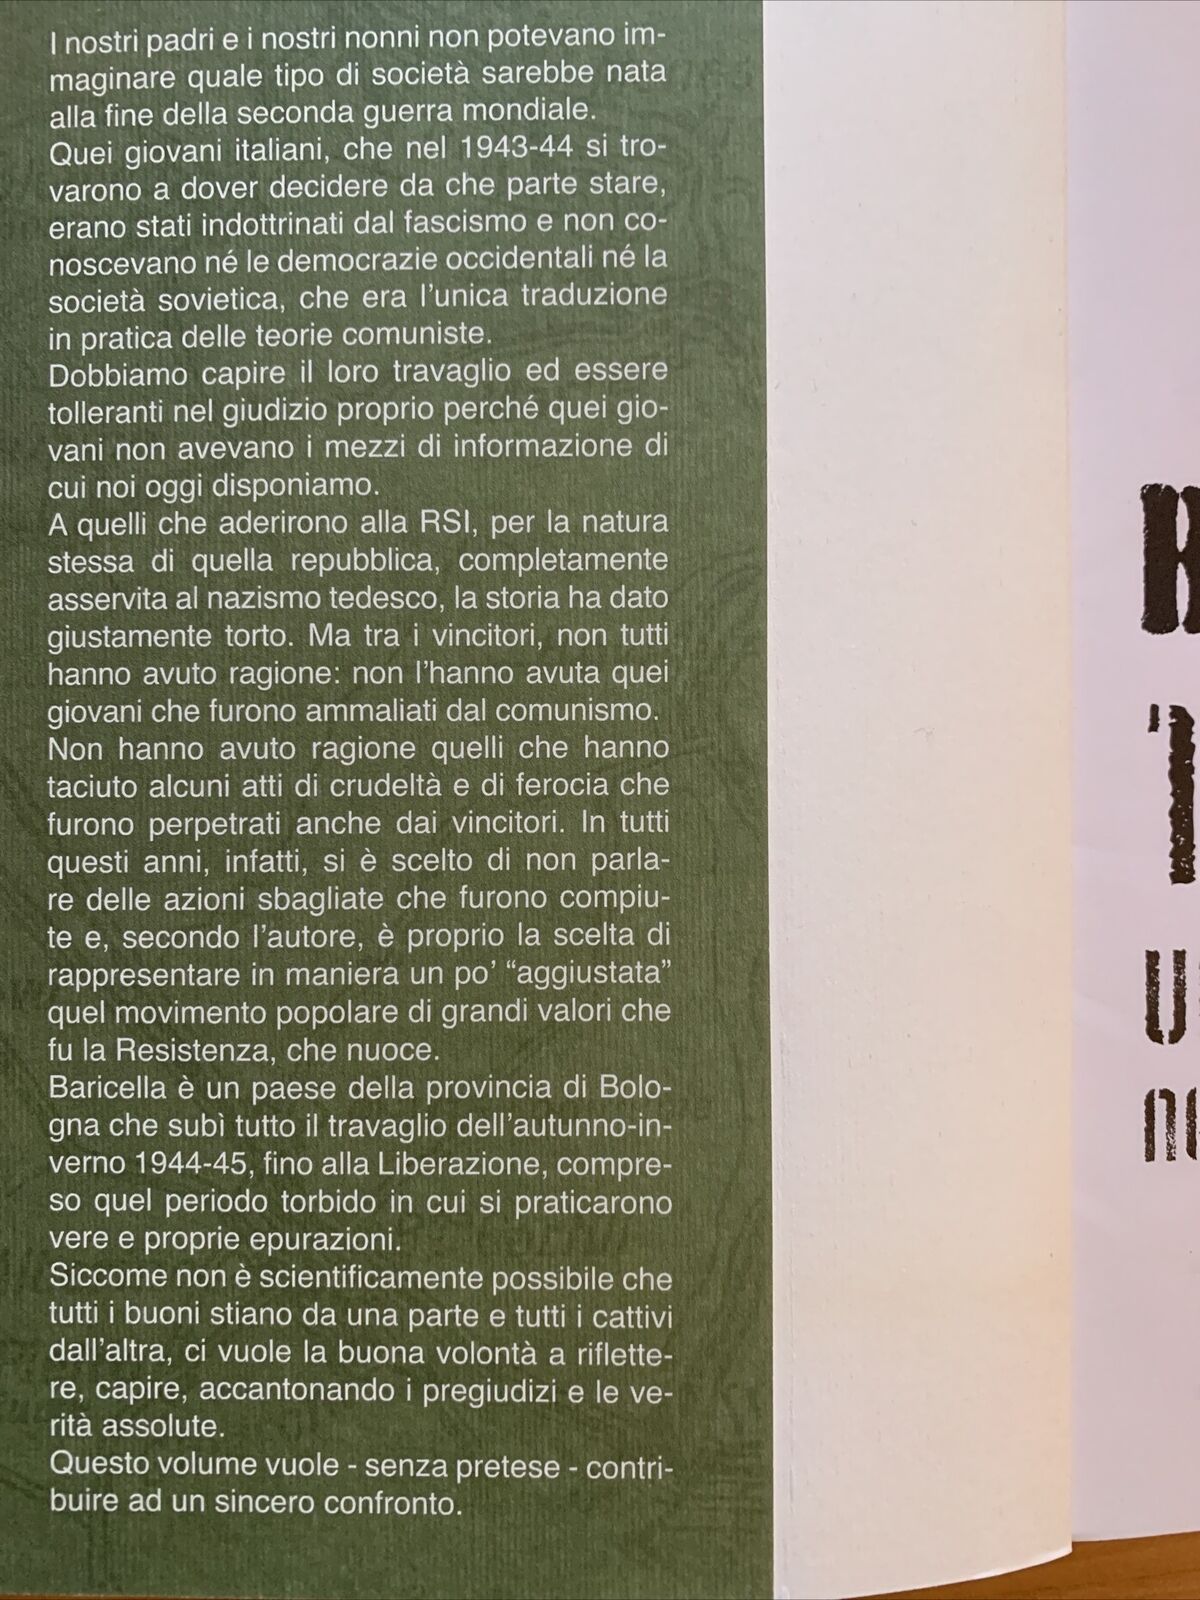 I nostri padri e i nostri nonni non potevano im-
maginare quale tipo di società sarebbe nata
alla fine della seconda guerra mondiale.
Quei giovani italiani, che nel 1943-44 si tro-
varono a dover decidere da che parte stare,
erano stati indottrinati dal fascismo e non co-
noscevano né le democrazie occidentali né la
società sovietica, che era l'unica traduzione
in pratica delle teorie comuniste.
Dobbiamo capire il loro travaglio ed essere
tolleranti nel giudizio proprio perché quei gio-
vani non avevano i mezzi di informazione di
cui noi oggi disponiamo.
A quelli che aderirono alla RSI, per la natura
stessa di quella repubblica, completamente
asservita al nazismo tedesco, la storia ha dato
giustamente torto. Ma tra i vincitori, non tutti
hanno avuto ragione: non l'hanno avuta quei
giovani che furono ammaliati dal comunismo.
Non hanno avuto ragione quelli che hanno
taciuto alcuni atti di crudeltà e di ferocia che
furono perpetrati anche dai vincitori. In tutti
questi anni, infatti, si è scelto di non parla-
re delle azioni sbagliate che furono compiu-
te e, secondo l'autore, è proprio la scelta di
rappresentare in maniera un po' “aggiustata”
quel movimento popolare di grandi valori che
fu la Resistenza, che nuoce.
Baricella è un paese della provincia di Bolo-
gna che subì tutto il travaglio dell'autunno-in-
verno 1944-45, fino alla Liberazione, compre-
so quel periodo torbido in cui si praticarono
vere e proprie epurazioni.
Siccome non è scientificamente possibile che
tutti i buoni stiano da una parte e tutti i cattivi
dall'altra, ci vuole la buona volontà a riflette-
re, capire, accantonando i pregiudizi e le ve-
rità assolute.
Questo volume vuole - senza pretese - contri-
buire ad un sincero confronto.